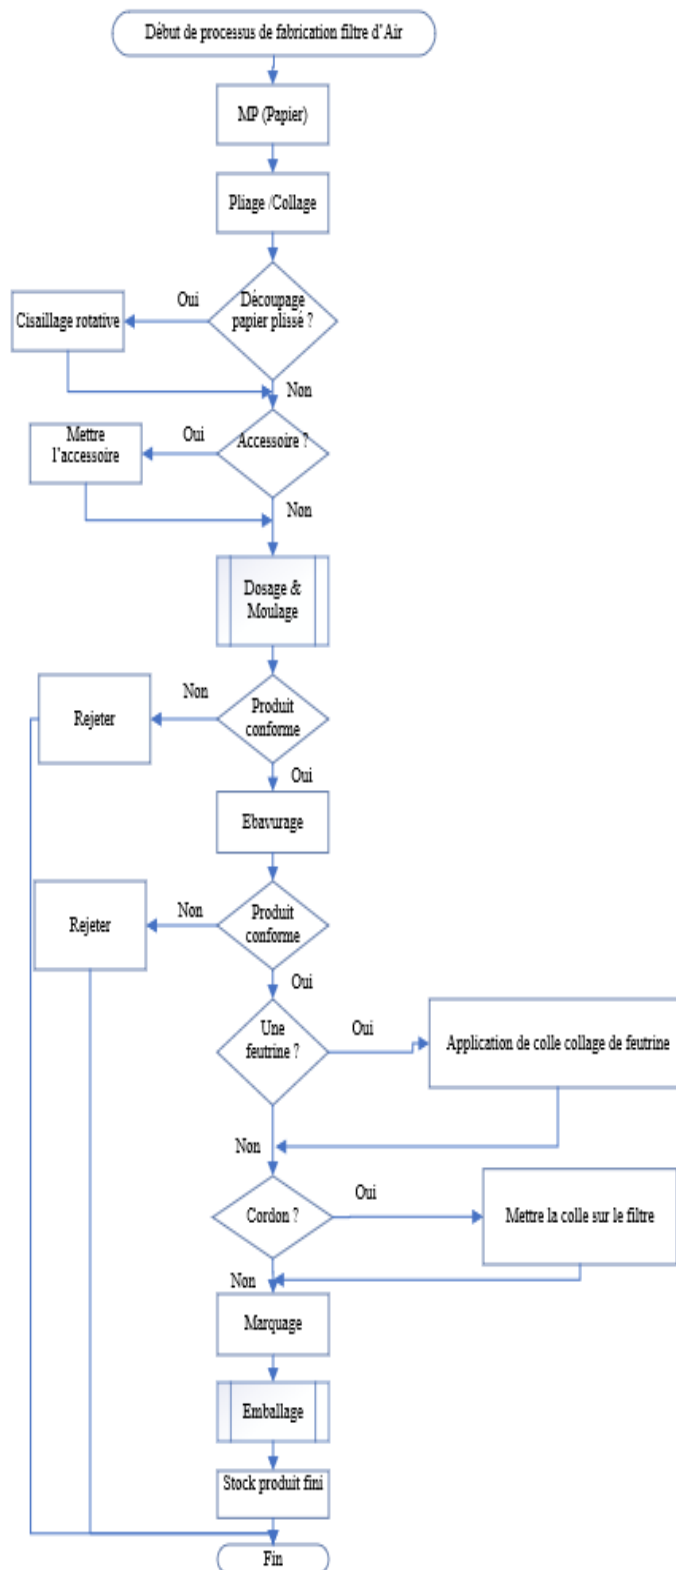 Début de processus de fabrication filtre d'Air
MP (Papier)
Pliage /Collage
Découpage
papier plissé ?
Oui
Cisaillage rotative
Non
Accessoire ?
Oui
Mettre
l'accessoire
Non
Dosage &
Moulage
Produit
conforme
Non
Rejeter
Oui
Ebavurage
Produit
conforme
Non
Rejeter
Oui
Une
feutrine ?
Oui
Application de colle collage de feutrine
Non
Cordon ?
Oui
Mettre la colle sur le filtre
Non
Marquage
Emballage
Stock produit fini
Fin